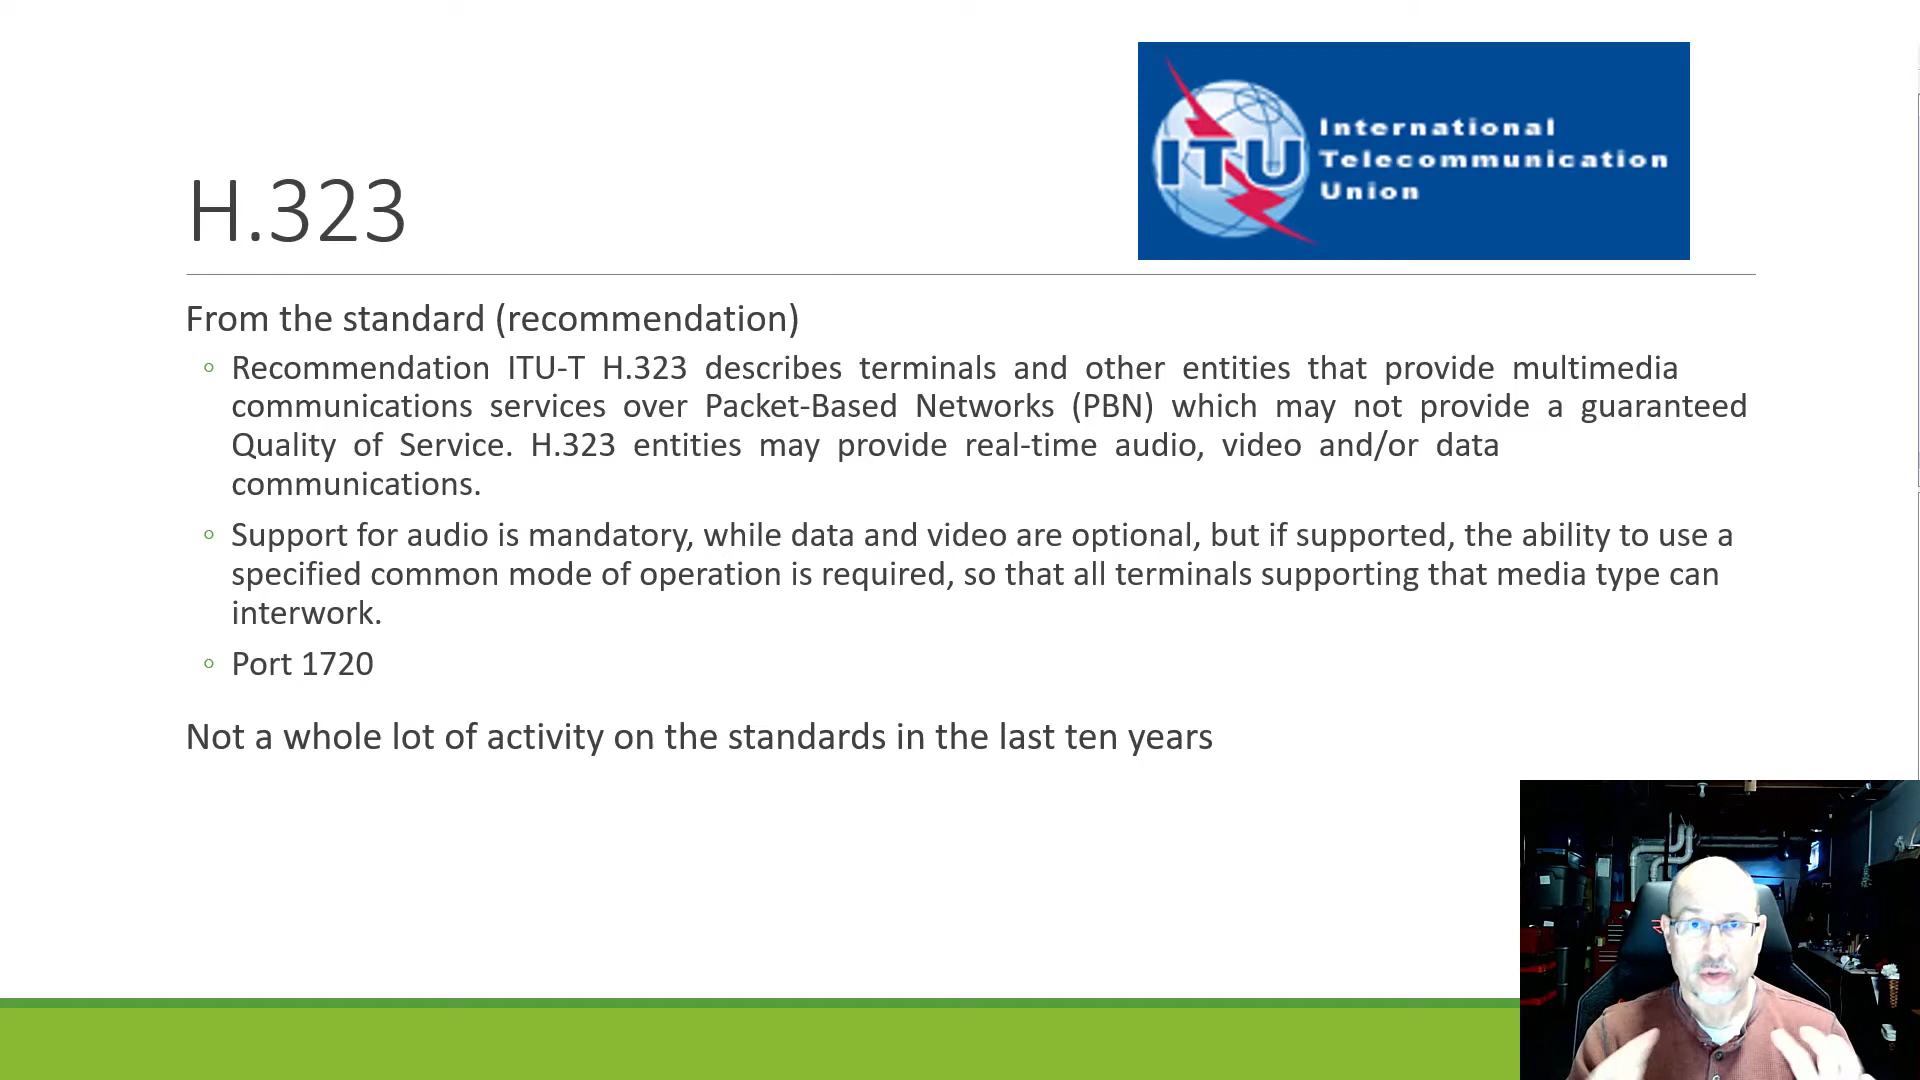 ITU
International
Telecommunication
Union
H.323
From the standard (recommendation)
Recommendation ITU-T H.323 describes terminals and other entities that provide multimedia
communications services over Packet-Based Networks (PBN) which may not provide a guaranteed
Quality of Service. H.323 entities may provide real-time audio, video and/or data
communications.
Support for audio is mandatory, while data and video are optional, but if supported, the ability to use a
specified common mode of operation is required, so that all terminals supporting that media type can
interwork.
Port 1720
Not a whole lot of activity on the standards in the last ten years